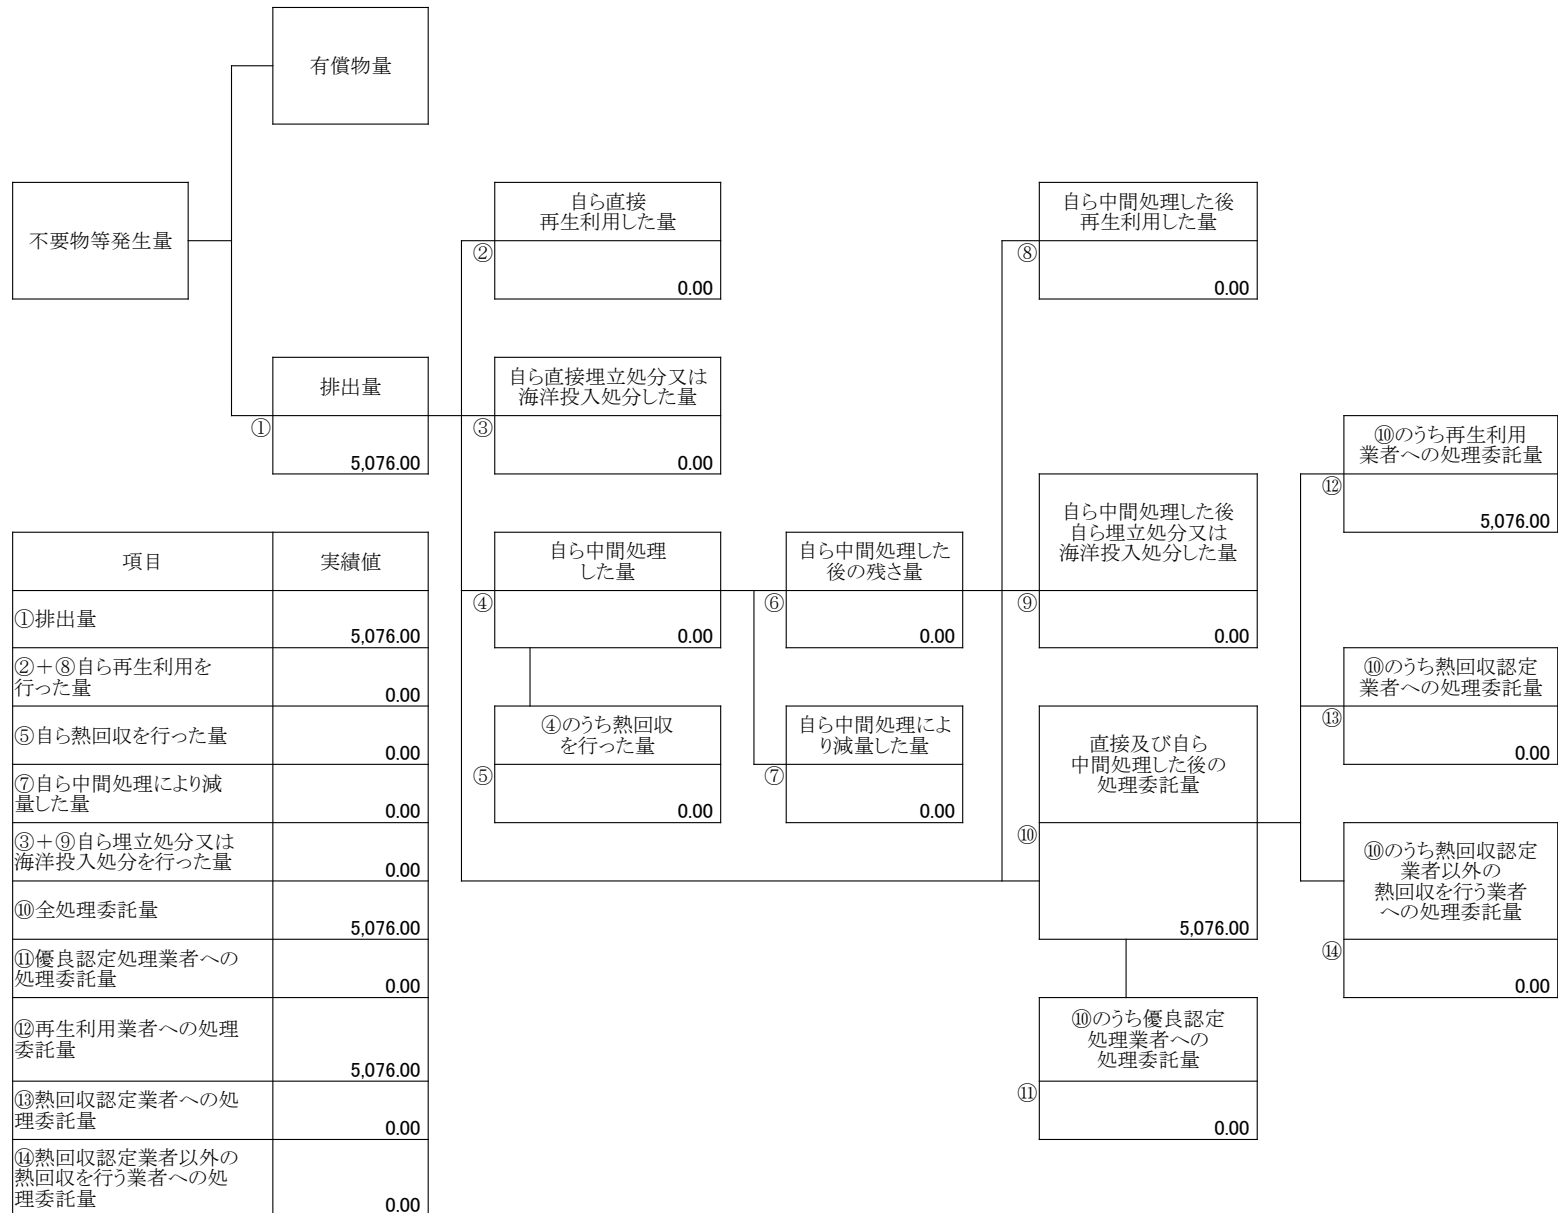 有償物量
不要物等発生量
自ら直接
再生利用した量
②
0.00
自ら中間処理した後
再生利用した量
⑧
0.00
排出量
①
5,076.00
自ら直接埋立処分又は
海洋投入処分した量
③
0.00
⑩のうち再生利用
業者への処理委託量
⑫
5,076.00
自ら中間処理
した量
④
0.00
自ら中間処理した
後の残さ量
⑥
0.00
自ら中間処理した後
自ら埋立処分又は
海洋投入処分した量
⑨
0.00
⑩のうち熱回収認定
業者への処理委託量
⑬
0.00
④のうち熱回収
を行った量
⑤
0.00
自ら中間処理によ
り減量した量
⑦
0.00
直接及び自ら
中間処理した後の
処理委託量
⑩
5,076.00
⑩のうち熱回収認定
業者以外の
熱回収を行う業者
への処理委託量
⑭
0.00
⑩のうち優良認定
処理業者への
処理委託量
⑪
0.00
項目 実績値
①排出量
5,076.00
②+⑧自ら再生利用を
行った量
0.00
⑤自ら熱回収を行った量
0.00
⑦自ら中間処理により減
量した量
0.00
③+⑨自ら埋立処分又は
海洋投入処分を行った量
0.00
⑩全処理委託量
5,076.00
⑪優良認定処理業者への
処理委託量
0.00
⑫再生利用業者への処理
委託量
5,076.00
⑬熱回収認定業者への処
理委託量
0.00
⑭熱回収認定業者以外の
熱回収を行う業者への処
理委託量
0.00